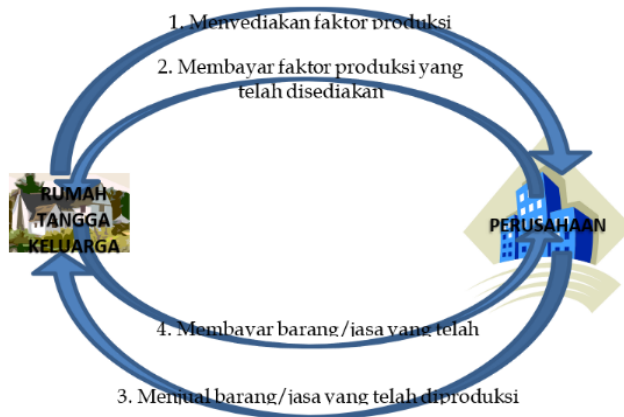 1. Menyediakan faktor produksi
2. Membayar faktor produksi yang
telah disediakan
RUMAH
TANGGA
KELUARGA
PERUSAHAAN
4. Membayar barang/jasa yang telah
3. Menjual barang/jasa yang telah diproduksi